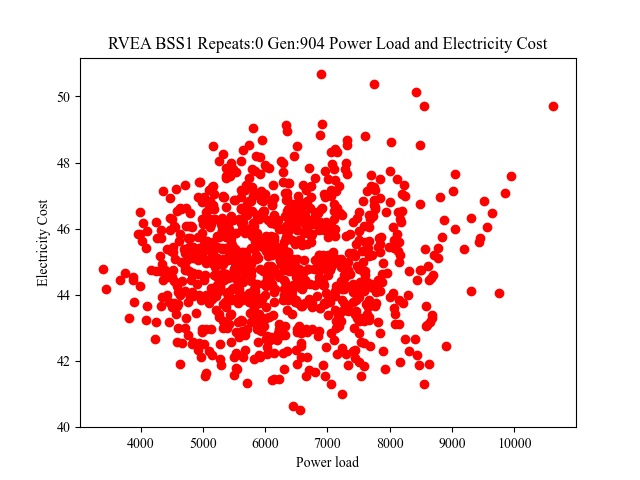 RVEA BSS1 Repeats:0 Gen:904 Power Load and Electricity Cost
50
48
46
44
42
40
Electricity Cost
4000 5000 6000 7000 8000 9000 10000
Power load